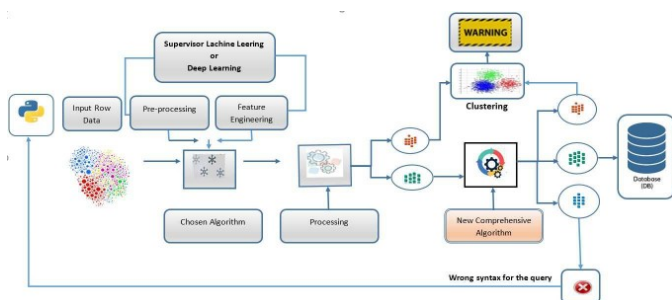 WARNING
Supervisor Lachine Leering
or
Deep Learning
Input Row
Data
Pre-processing
Feature
Engineering
Clustering
Database
(DB)
Chosen Algorithm
Processing
New Comprehensive
Algorithm
Wrong syntax for the query